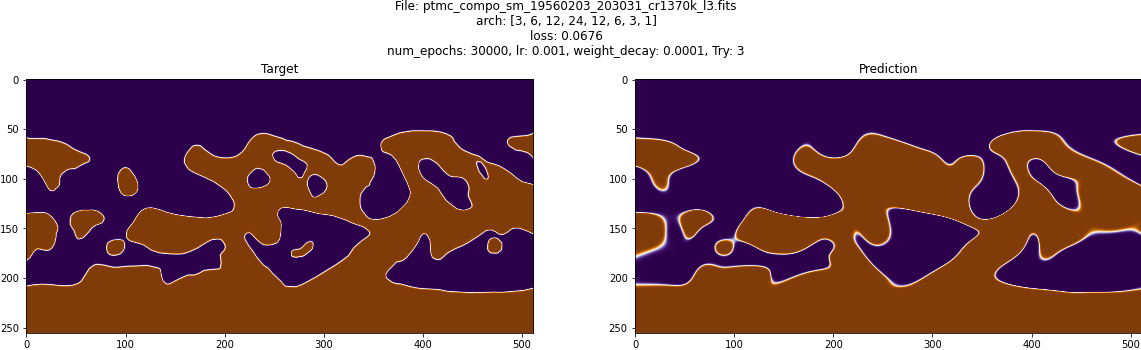 File: ptmc_compo_sm_19560203_203031_cr1370k_l3.fits
arch: [3, 6, 12, 24, 12, 6, 3, 1]
loss: 0.0676
num_epochs: 30000, lr: 0.001, weight_decay: 0.0001, Try: 3
Target
0
50
100
150
200
250
0 100 200 300 400 500
Prediction
0
50
100
150
200
250
0 100 200 300 400 500